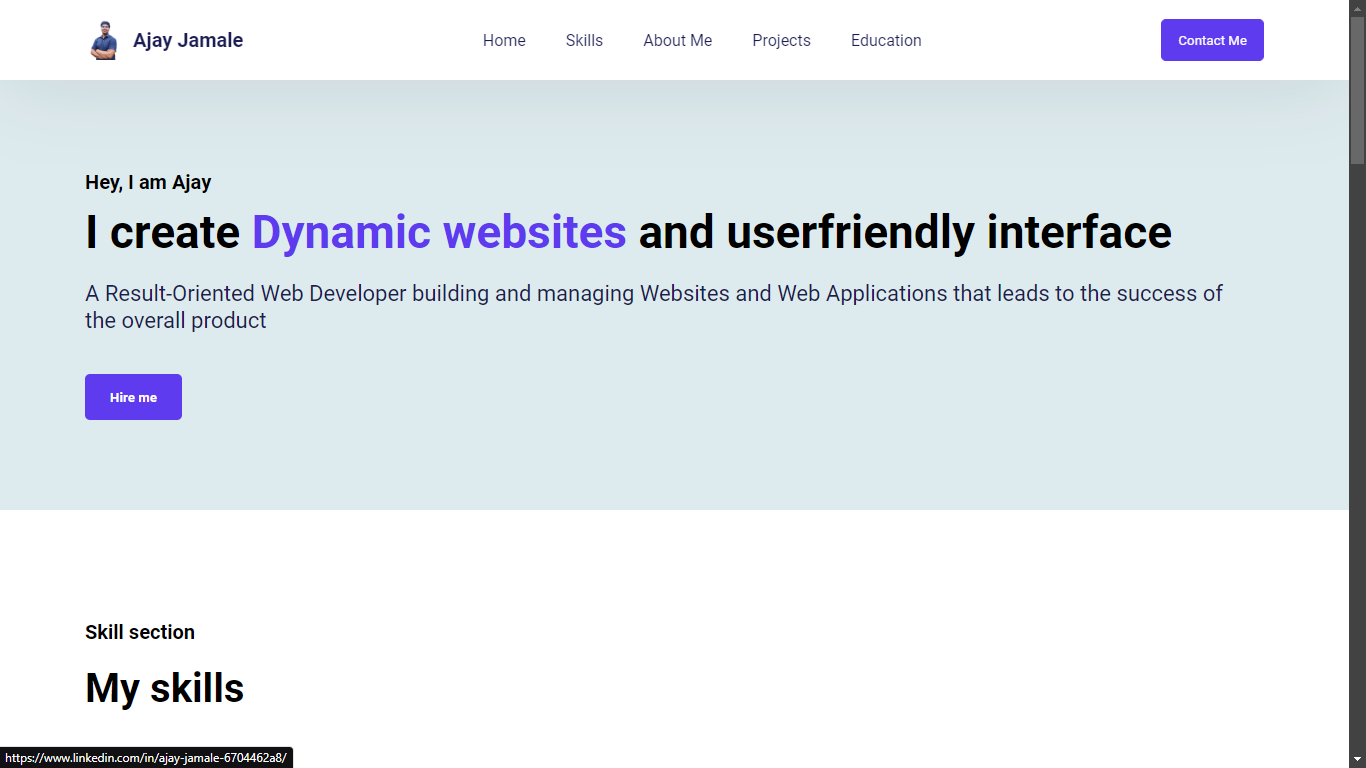 Ajay Jamale
Home Skills About Me Projects Education
Contact Me
Hey, I am Ajay
I create Dynamic websites and userfriendly interface
A Result-Oriented Web Developer building and managing Websites and Web Applications that leads to the success of
the overall product
Hire me
Skill section
My skills
https://www.linkedin.com/in/ajay-jamale-6704462a8/